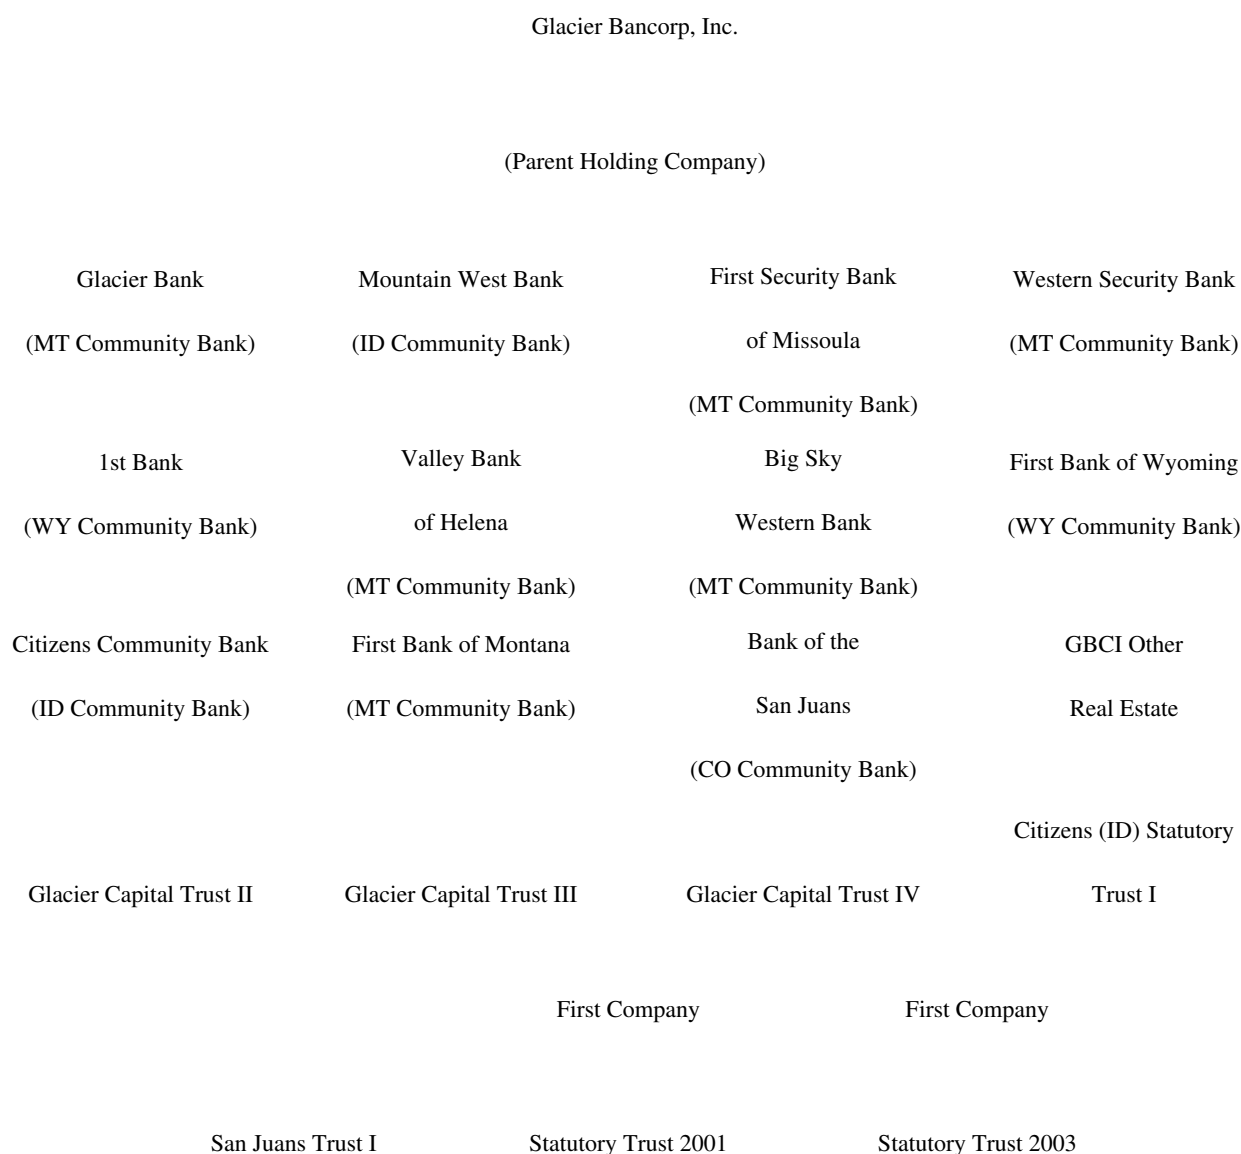 Glacier Bancorp, Inc.
(Parent Holding Company)
Glacier Bank
(MT Community Bank)
Mountain West Bank
(ID Community Bank)
First Security Bank
of Missoula
(MT Community Bank)
Western Security Bank
(MT Community Bank)
1st Bank
(WY Community Bank)
Valley Bank
of Helena
(MT Community Bank)
Big Sky
Western Bank
(MT Community Bank)
First Bank of Wyoming
(WY Community Bank)
Citizens Community Bank
(ID Community Bank)
First Bank of Montana
(MT Community Bank)
Bank of the
San Juans
(CO Community Bank)
GBCI Other
Real Estate
Glacier Capital Trust II
Glacier Capital Trust III
Glacier Capital Trust IV
Citizens (ID) Statutory
Trust I
San Juans Trust I
First Company
Statutory Trust 2001
First Company
Statutory Trust 2003